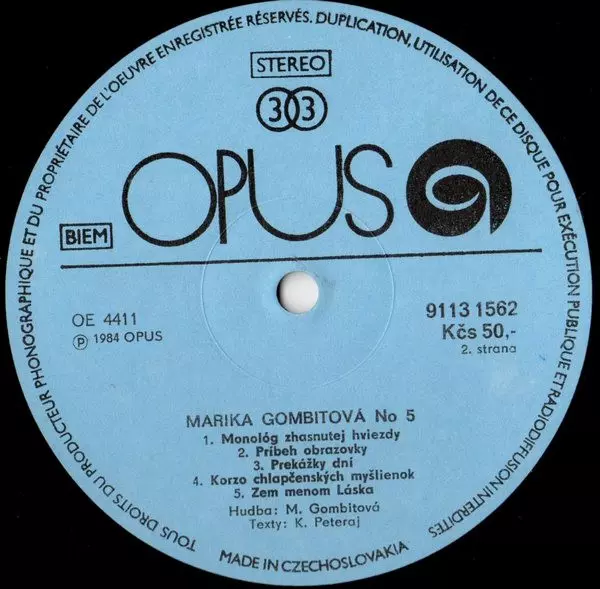 TOUS DROITS DU PRODUCTEUR PHONOGRAPHIQUE ET DU PROPRIÉTAIRE DE L'OEUVRE ENREGISTRÉE RÉSERVÉS. DUPLICATION, UTILISATION DE CE DISQUE POUR EXÉCUTION PUBLIQUE ET RADIODIFFUSION INTERDITES
STEREO
33
OPUS
BIEM
OE 4411
Ⓟ 1984 OPUS
9113 1562
Kčs 50,-
2. strana
MARIKA GOMBITOVÁ No 5
1. Monológ zhasnutej hviezdy
2. Príbeh obrazovky
3. Prekážky dní
4. Korzo chlapčenských myšlienok
5. Zem menom Láska
Hudba: M. Gombitová
Texty: K. Peteraj
MADE IN CZECHOSLOVAKIA